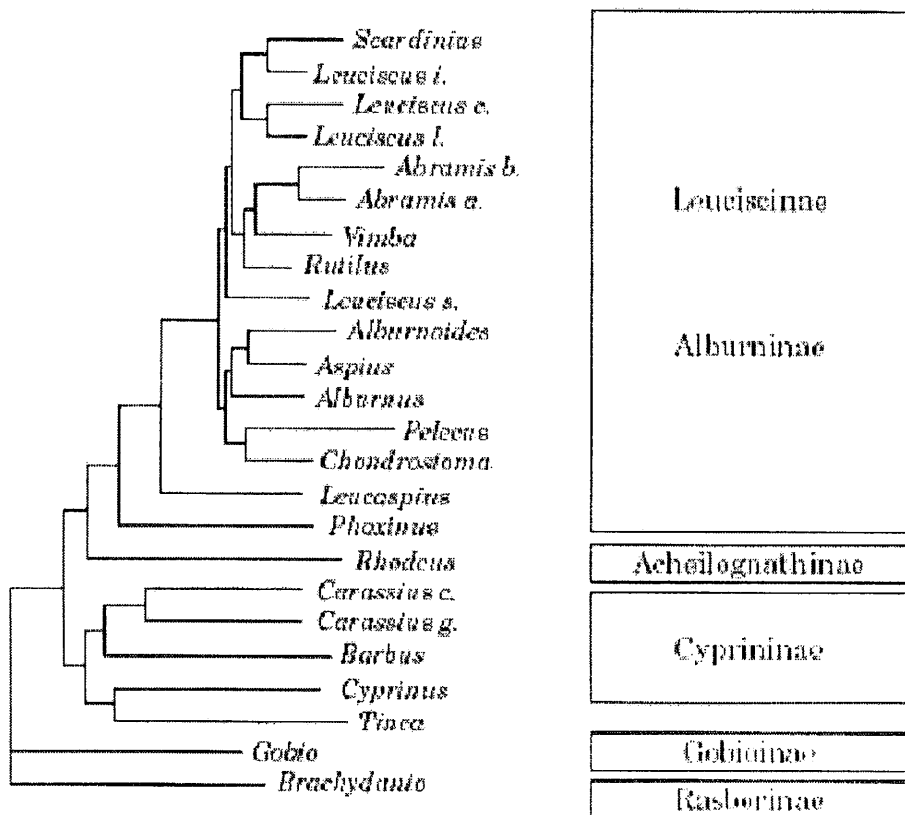 Scardinius
Leuciscus i.
Leuciscus c.
Leuciscus l.
Abramis b.
Abramis a.
Vimba
Rutilus
Leuciscus s.
Alburnoides
Aspius
Alburnus
Pelecus
Chondrostoma
Leucaspius
Phoxinus
Rhodeus
Carassius c.
Carassius g.
Barbus
Cyprinus
Tinca
Gobio
Brachydanio
Leuciscinae
Alburninae
Acheilognathinae
Cyprininae
Gobioinae
Rasborinae